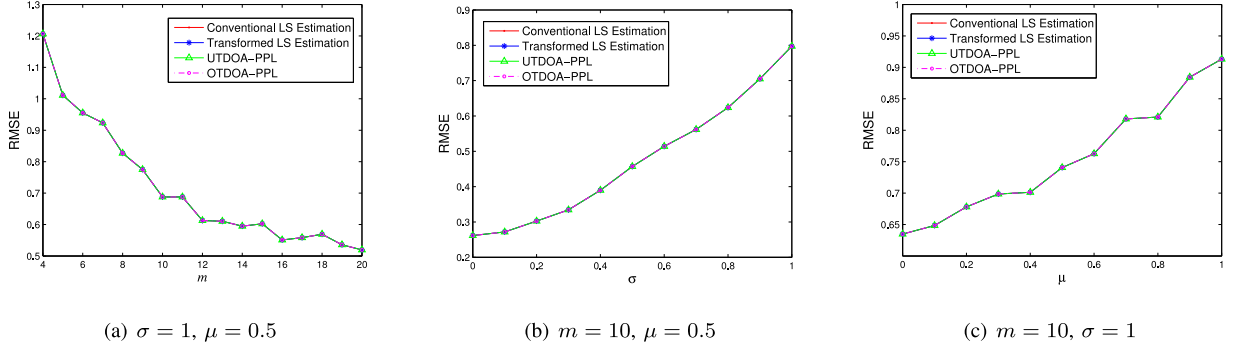 1.3
1.2
1.1
1
0.9
0.8
0.7
0.6
0.5
RMSE
4 6 8 10 12 14 16 18 20
m
Conventional LS Estimation
Transformed LS Estimation
UTDOA−PPL
OTDOA−PPL
(a) σ = 1, μ = 0.5
0.9
0.8
0.7
0.6
0.5
0.4
0.3
0.2
RMSE
0 0.2 0.4 0.6 0.8 1
σ
Conventional LS Estimation
Transformed LS Estimation
UTDOA−PPL
OTDOA−PPL
(b) m = 10, μ = 0.5
1
0.95
0.9
0.85
0.8
0.75
0.7
0.65
RMSE
0 0.2 0.4 0.6 0.8 1
μ
Conventional LS Estimation
Transformed LS Estimation
UTDOA−PPL
OTDOA−PPL
(c) m = 10, σ = 1